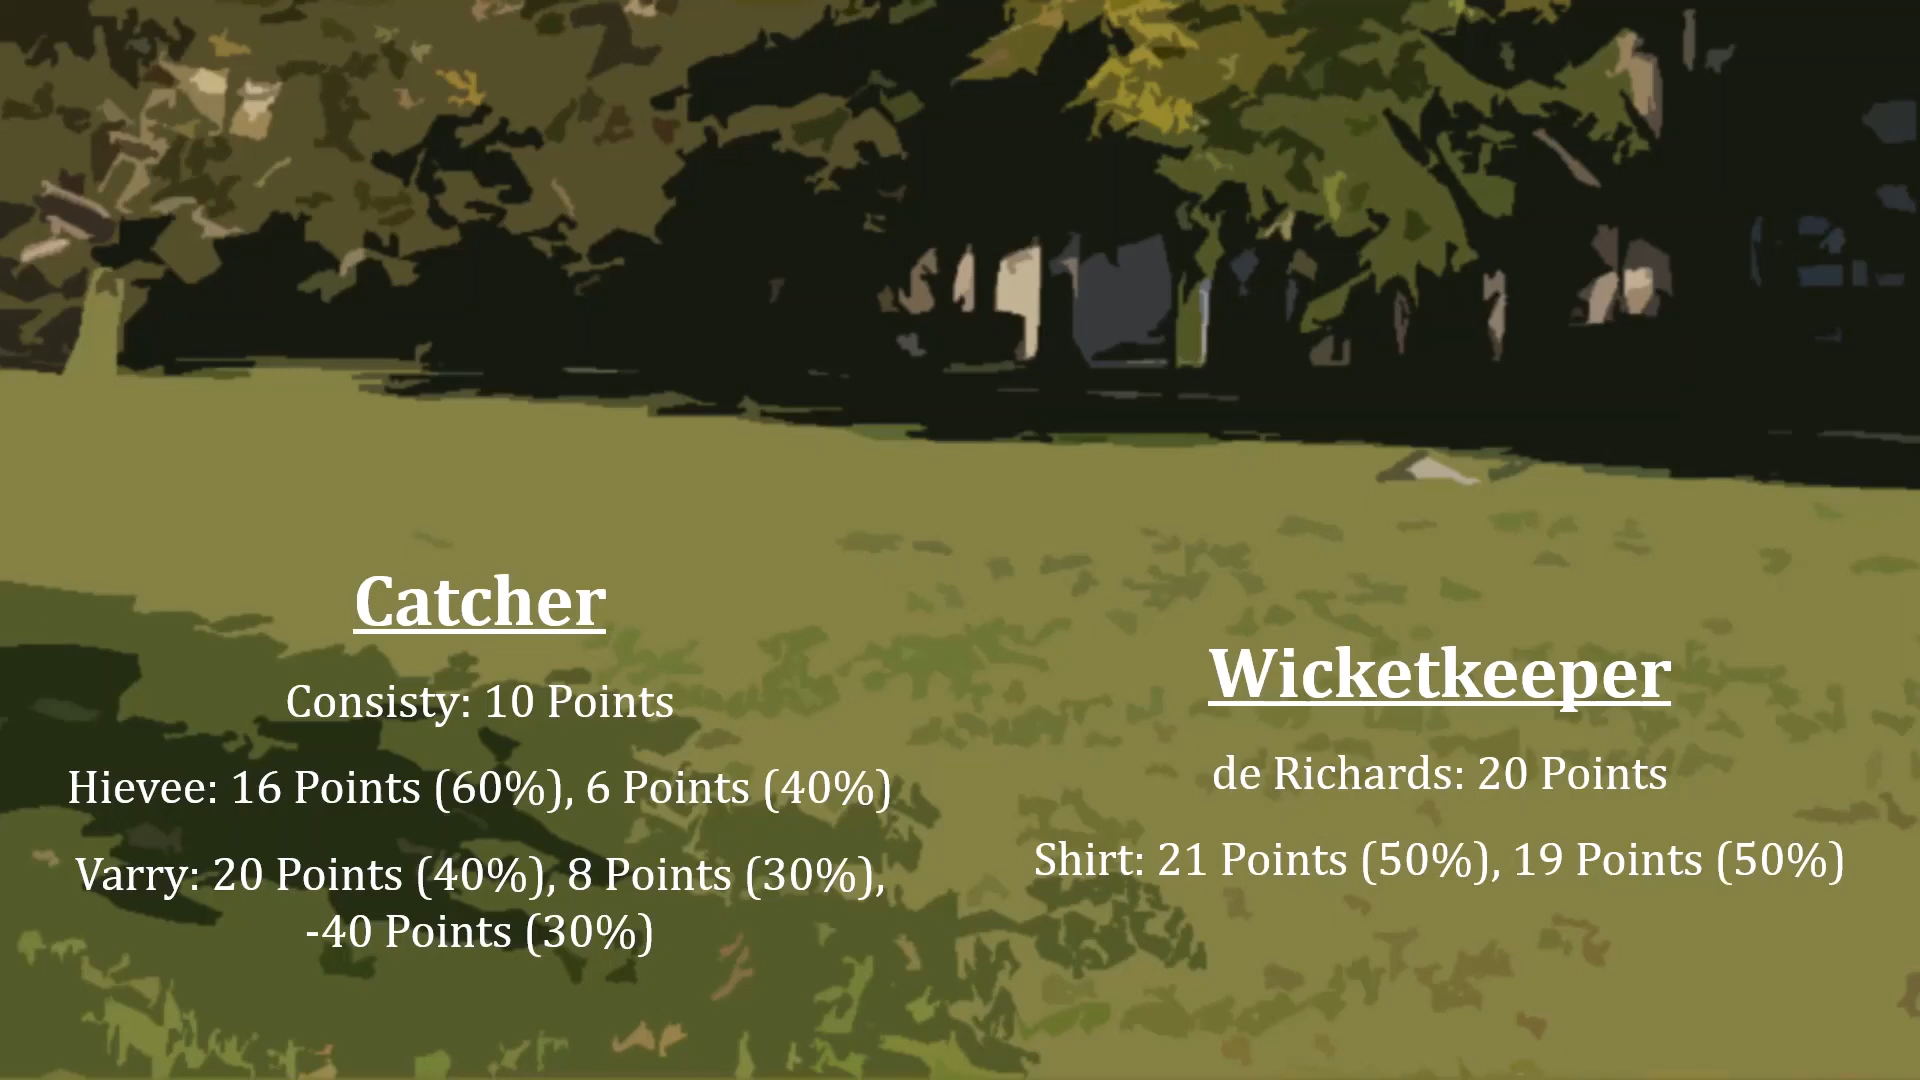 Catcher
Consisty: 10 Points
Hievee: 16 Points (60%), 6 Points (40%)
Varry: 20 Points (40%), 8 Points (30%),
-40 Points (30%)
Wicketkeeper
de Richards: 20 Points
Shirt: 21 Points (50%), 19 Points (50%)